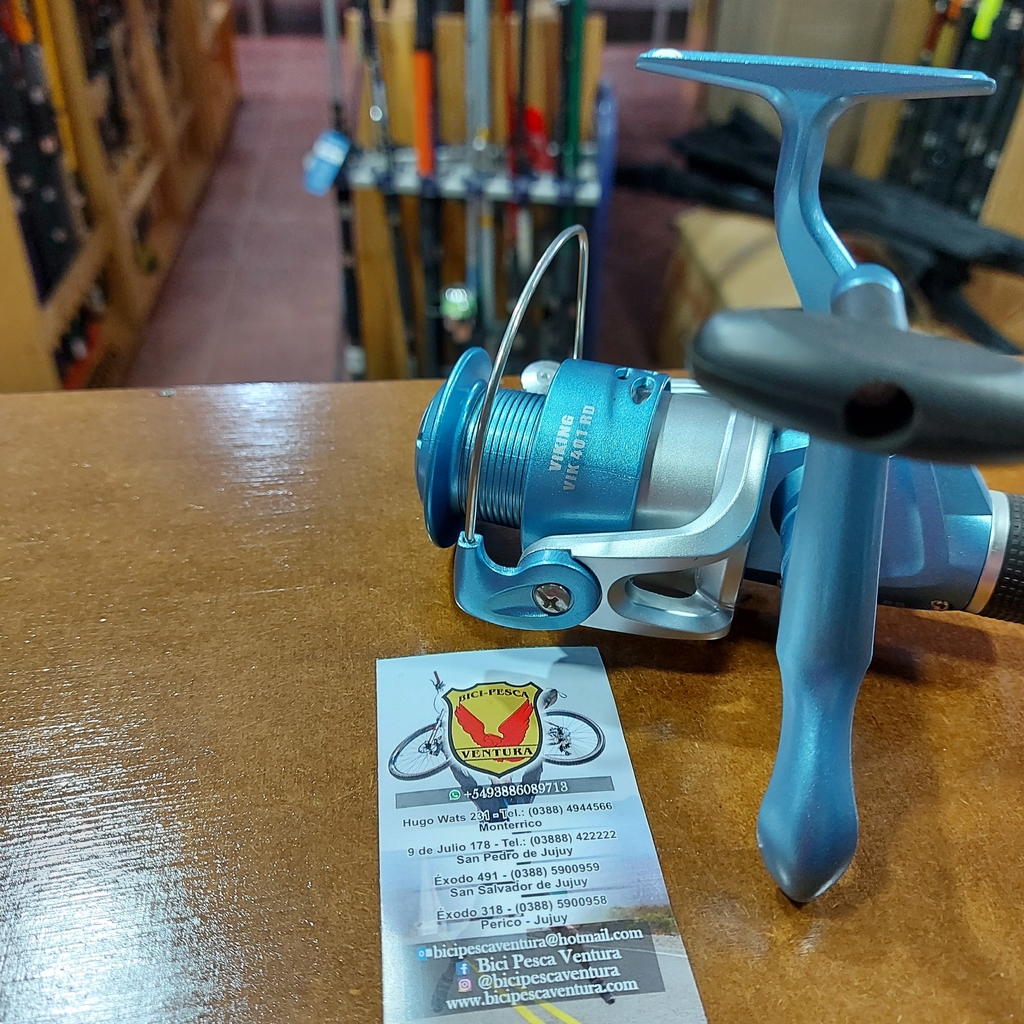 VIKING
VIK 401 RD
BICI-PESCA
VENTURA
+5493886089713
Hugo Wats 231 - Tel.: (0388) 4944566
Monterrico
9 de Julio 178 - Tel.: (03888) 422222
San Pedro de Jujuy
Éxodo 491 - (0388) 5900959
San Salvador de Jujuy
Éxodo 318 - (0388) 5900958
Perico - Jujuy
bicipescaventura@hotmail.com
Bici Pesca Ventura
@bicipescaventura
www.bicipescaventura.com